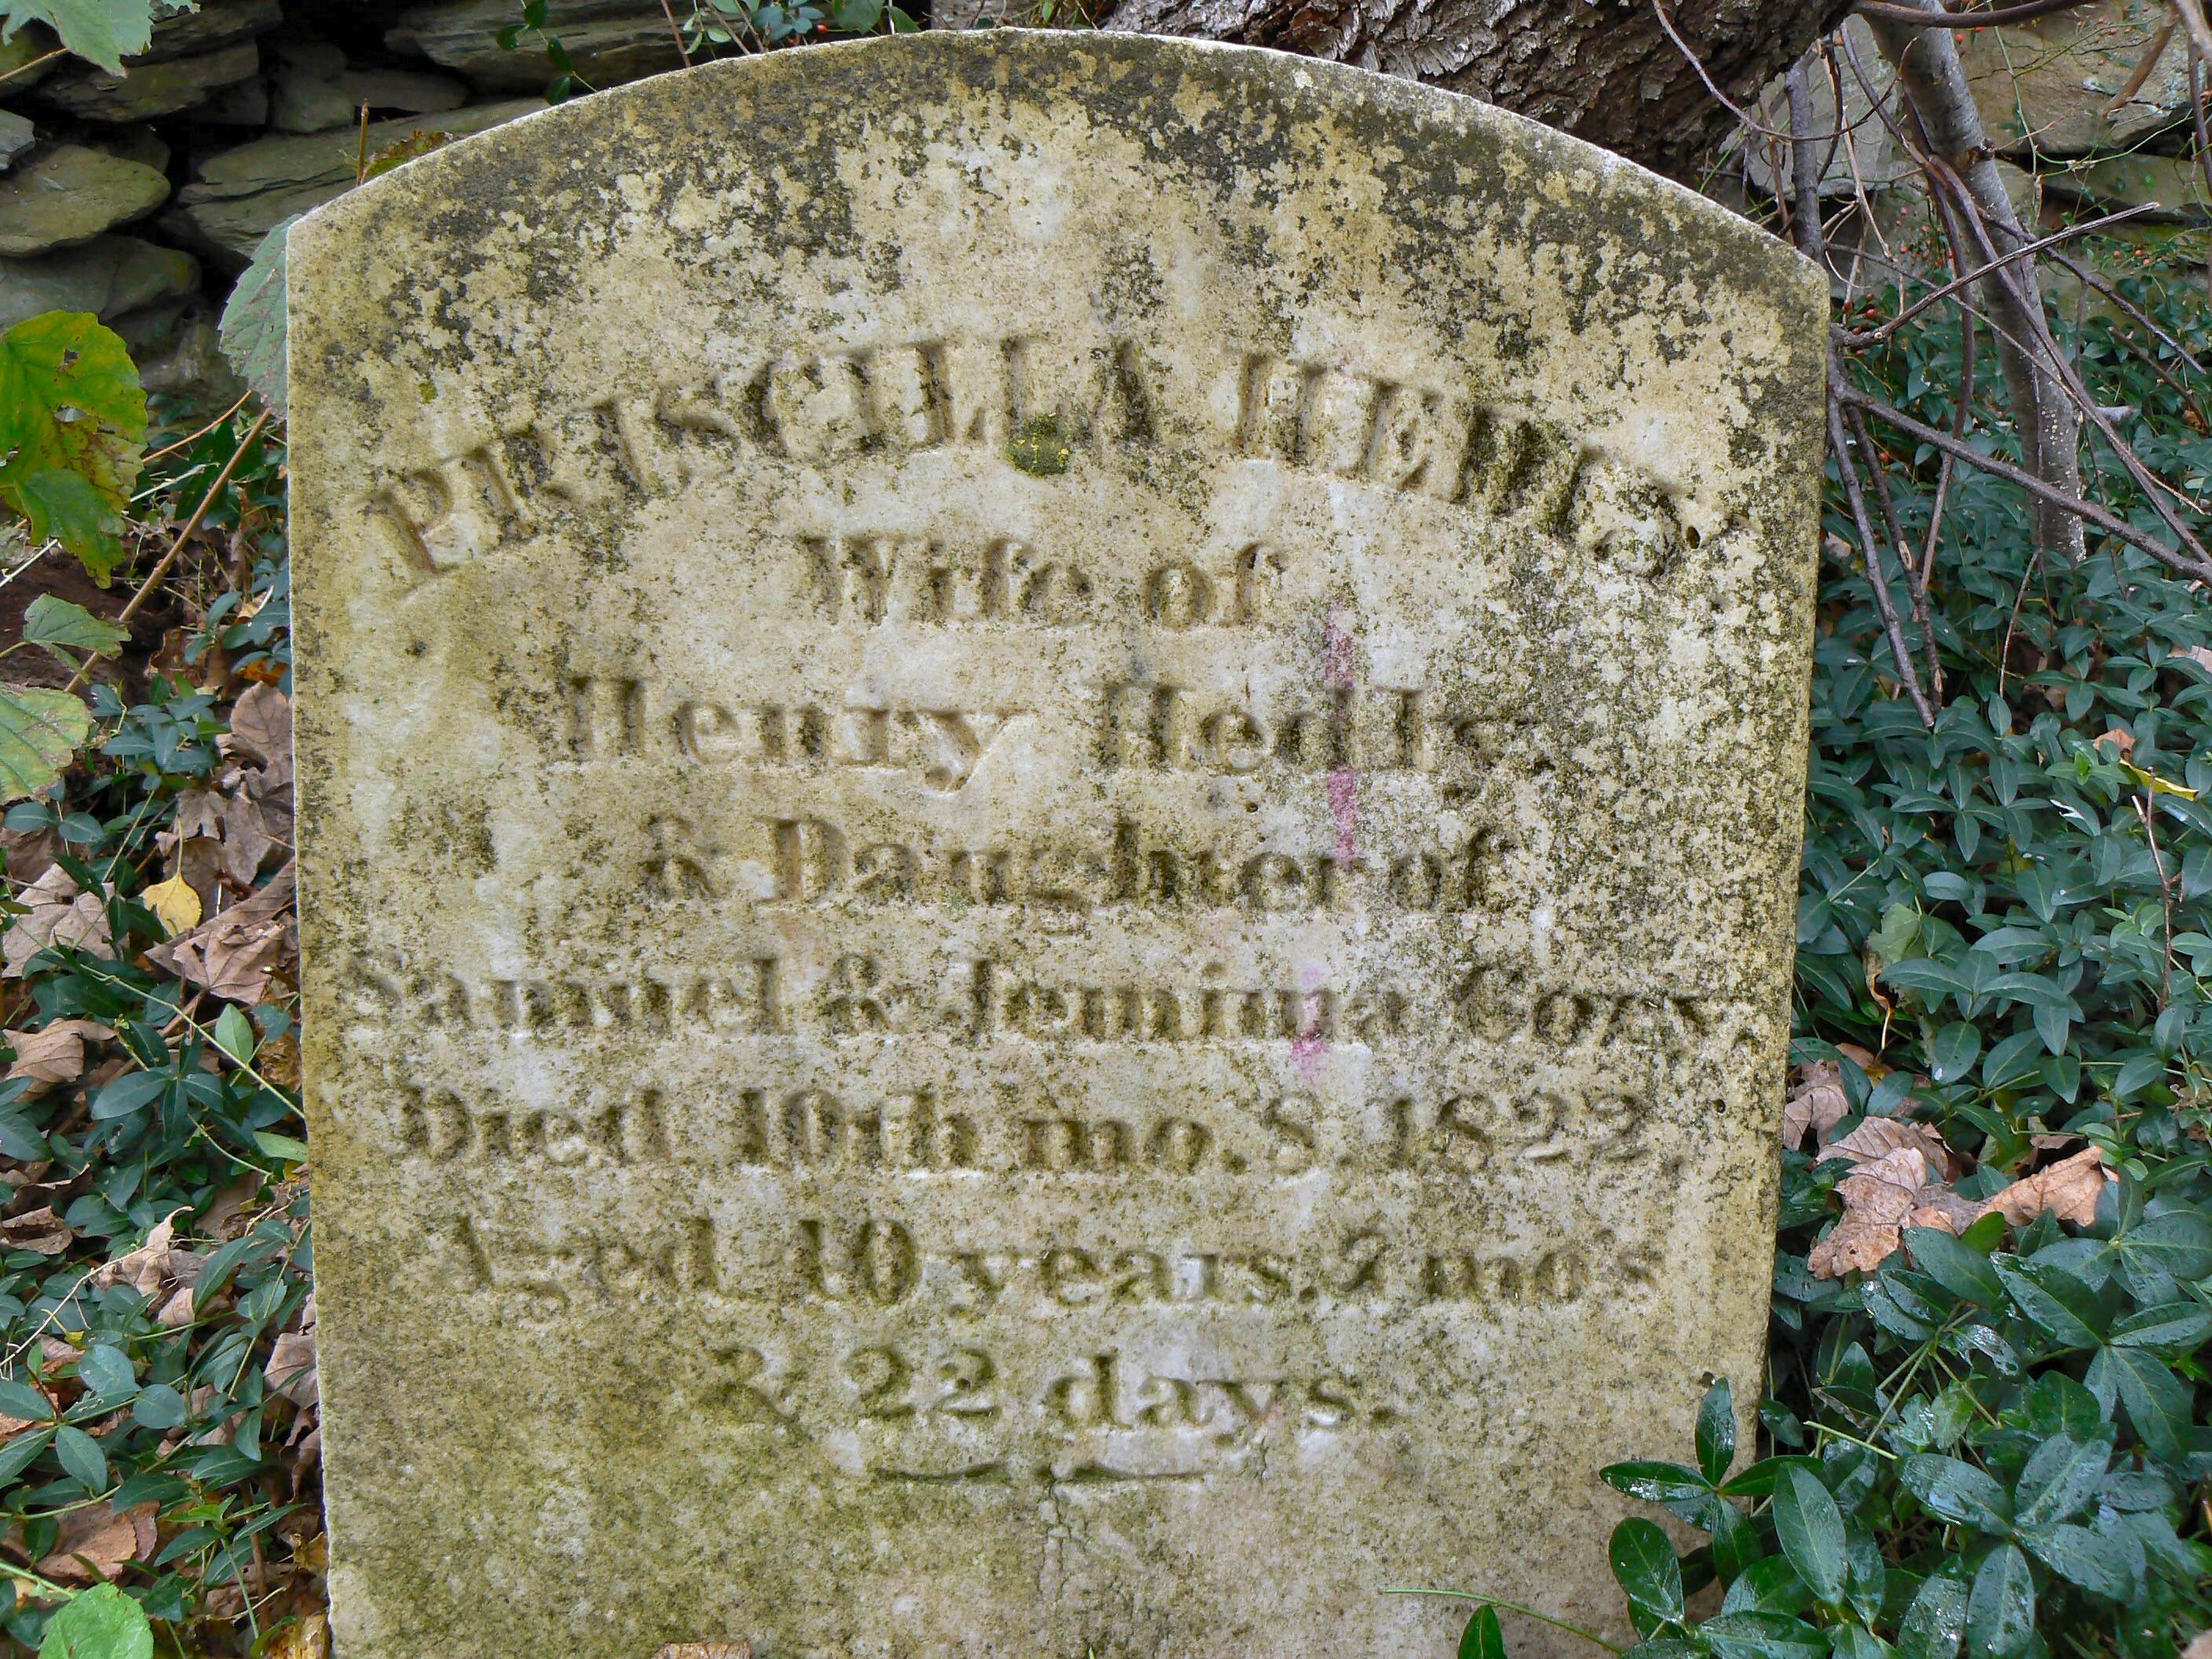 PRISCILLA HEDIS,
Wife of
Henry Hedis,
& Daughter of
Samuel & Jemima Cory,
Died 10th mo. 8. 1822,
Aged 40 years. 2 mo's
& 22 days.